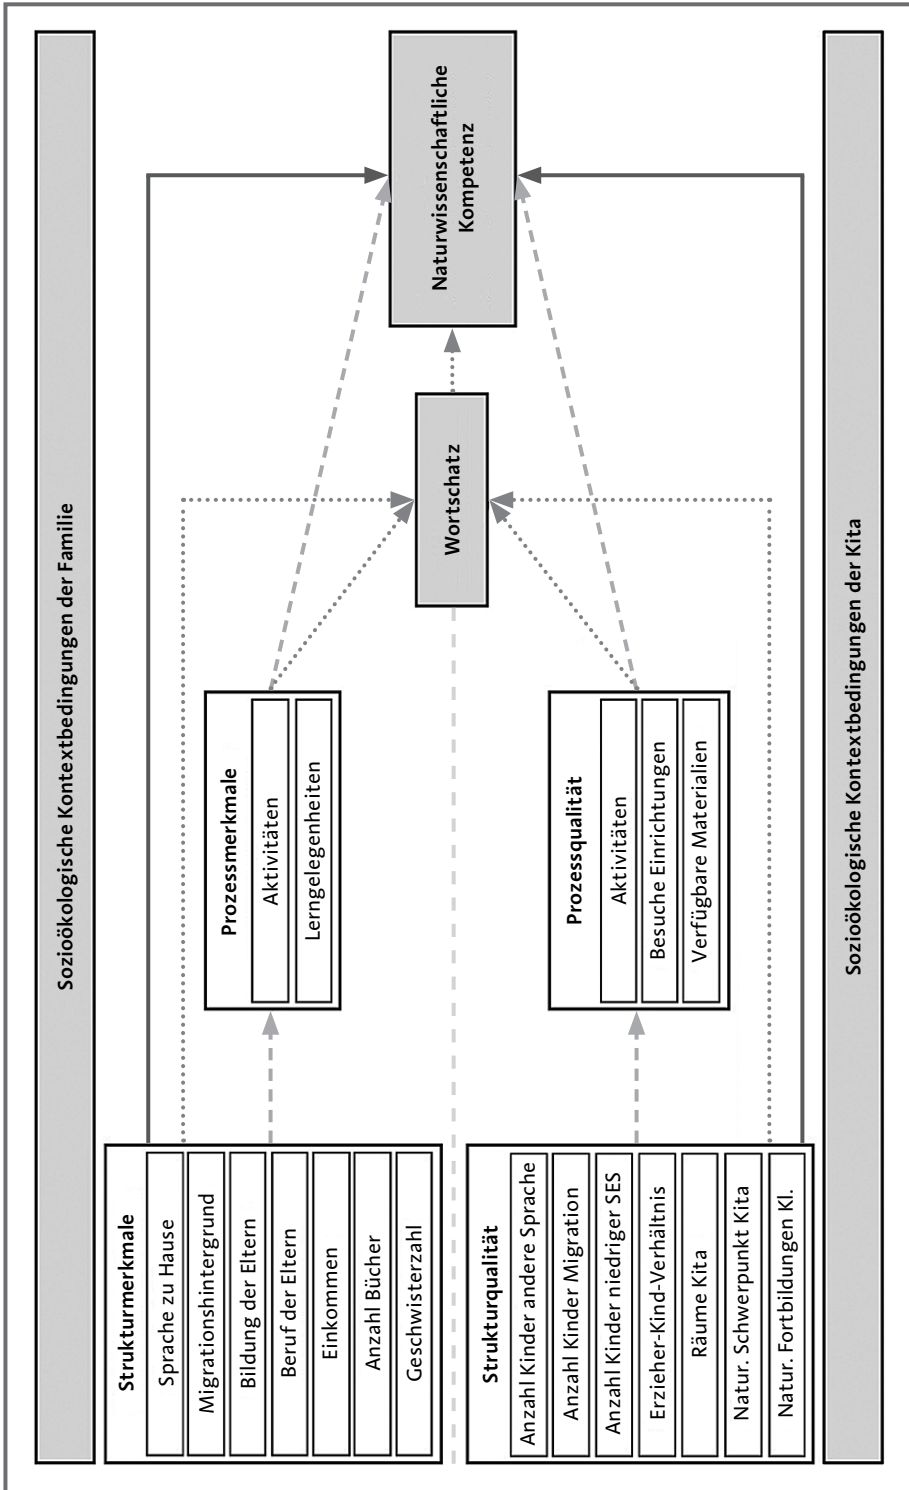 Sozioökologische Kontextbedingungen der Familie
Strukturmerkmale
Sprache zu Hause
Migrationshintergrund
Bildung der Eltern
Beruf der Eltern
Einkommen
Anzahl Bücher
Geschwisterzahl
Prozessmerkmale
Aktivitäten
Lerngelegenheiten
Wortschatz
Naturwissenschaftliche
Kompetenz
Strukturqualität
Anzahl Kinder andere Sprache
Anzahl Kinder Migration
Anzahl Kinder niedriger SES
Erzieher-Kind-Verhältnis
Räume Kita
Natur. Schwerpunkt Kita
Natur. Fortbildungen Kl.
Prozessqualität
Aktivitäten
Besuche Einrichtungen
Verfügbare Materialien
Sozioökologische Kontextbedingungen der Kita